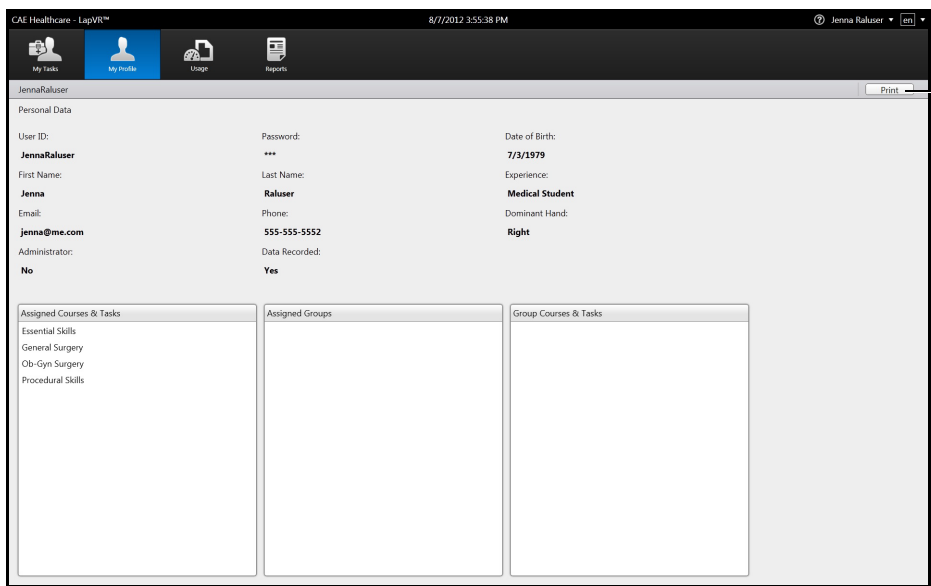 CAE Healthcare - LapVR™ 8/7/2012 3:55:38 PM Jenna Raluser en
My Tasks My Profile Usage Reports
JennaRaluser Print
Personal Data
User ID: Password: Date of Birth:
JennaRaluser *** 7/3/1979
First Name: Last Name: Experience:
Jenna Raluser Medical Student
Email: Phone: Dominant Hand:
jenna@me.com 555-555-5552 Right
Administrator: Data Recorded:
No Yes
Assigned Courses & Tasks Assigned Groups Group Courses & Tasks
Essential Skills
General Surgery
Ob-Gyn Surgery
Procedural Skills